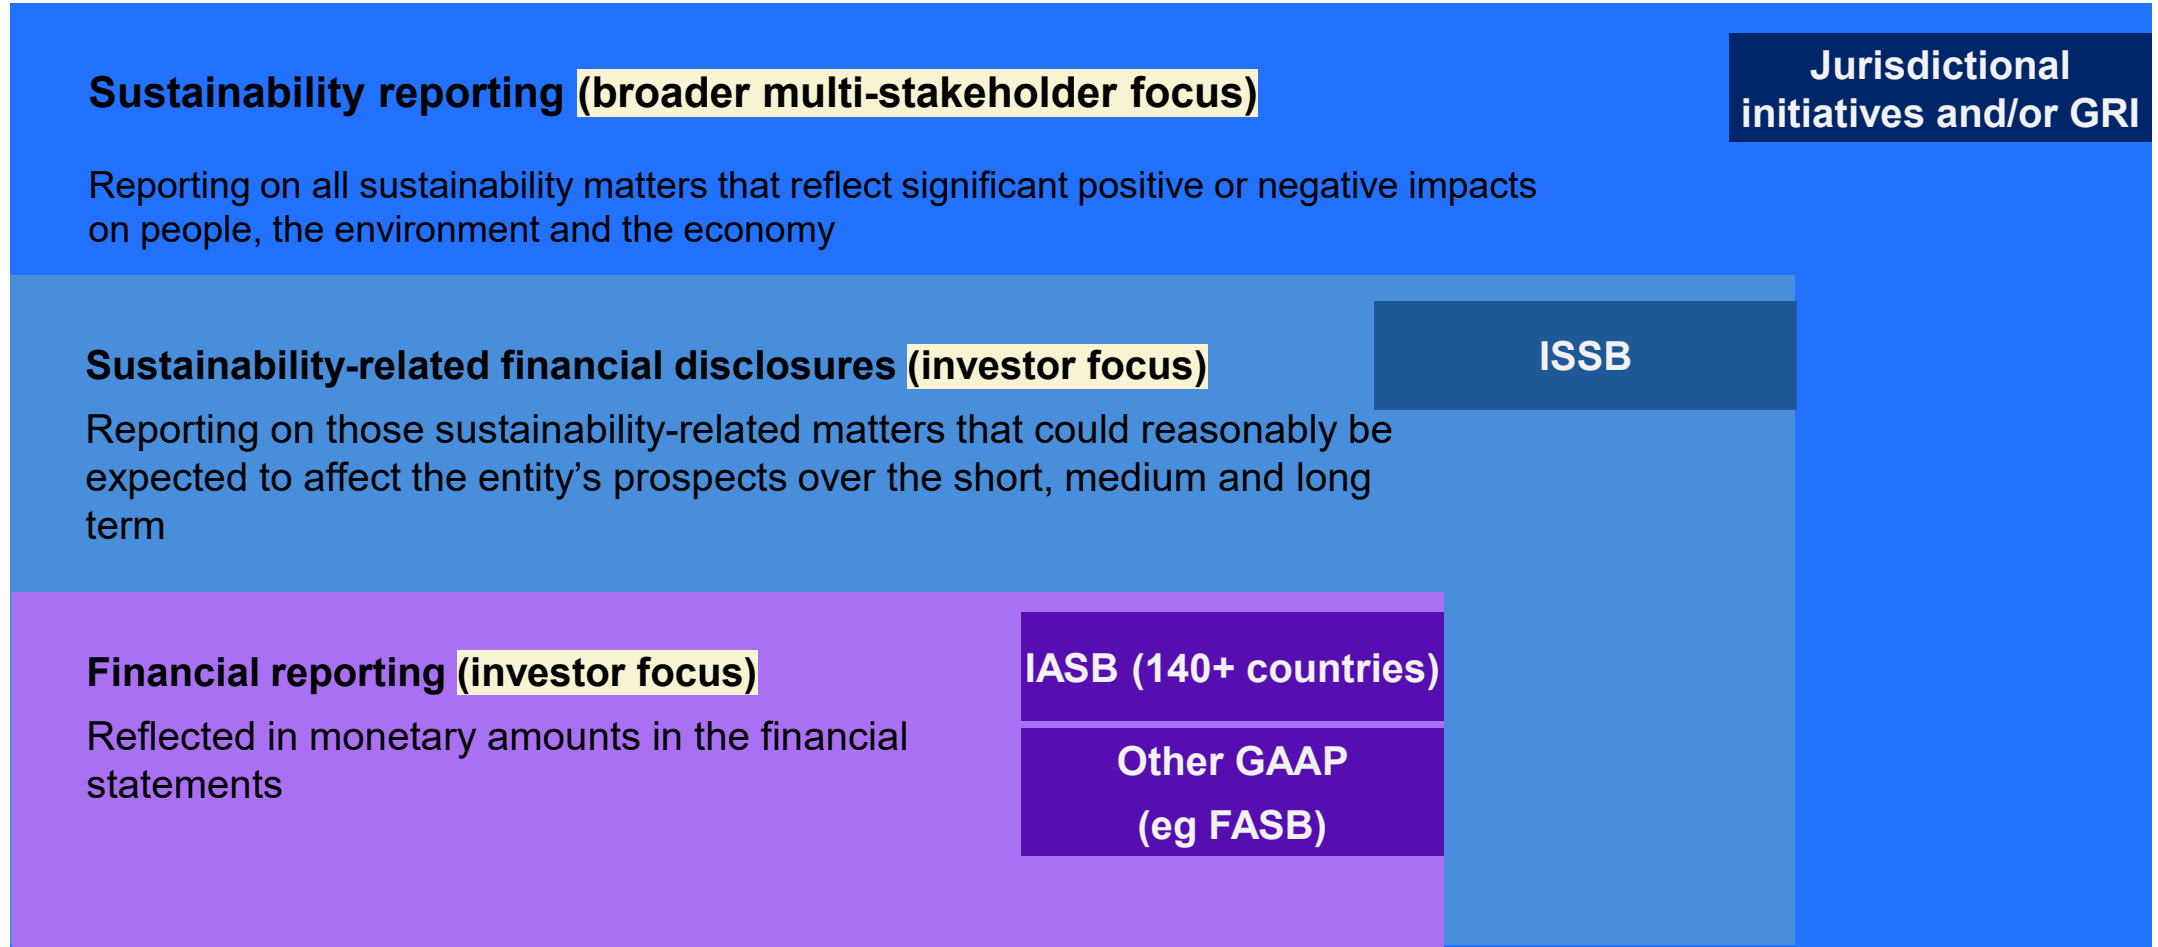 Sustainability reporting (broader multi-stakeholder focus)
Jurisdictional
initiatives and/or GRI
Reporting on all sustainability matters that reflect significant positive or negative impacts
on people, the environment and the economy
Sustainability-related financial disclosures (investor focus)
ISSB
Reporting on those sustainability-related matters that could reasonably be
expected to affect the entity’s prospects over the short, medium and long
term
Financial reporting (investor focus)
IASB (140+ countries)
Reflected in monetary amounts in the financial
statements
Other GAAP
(eg FASB)